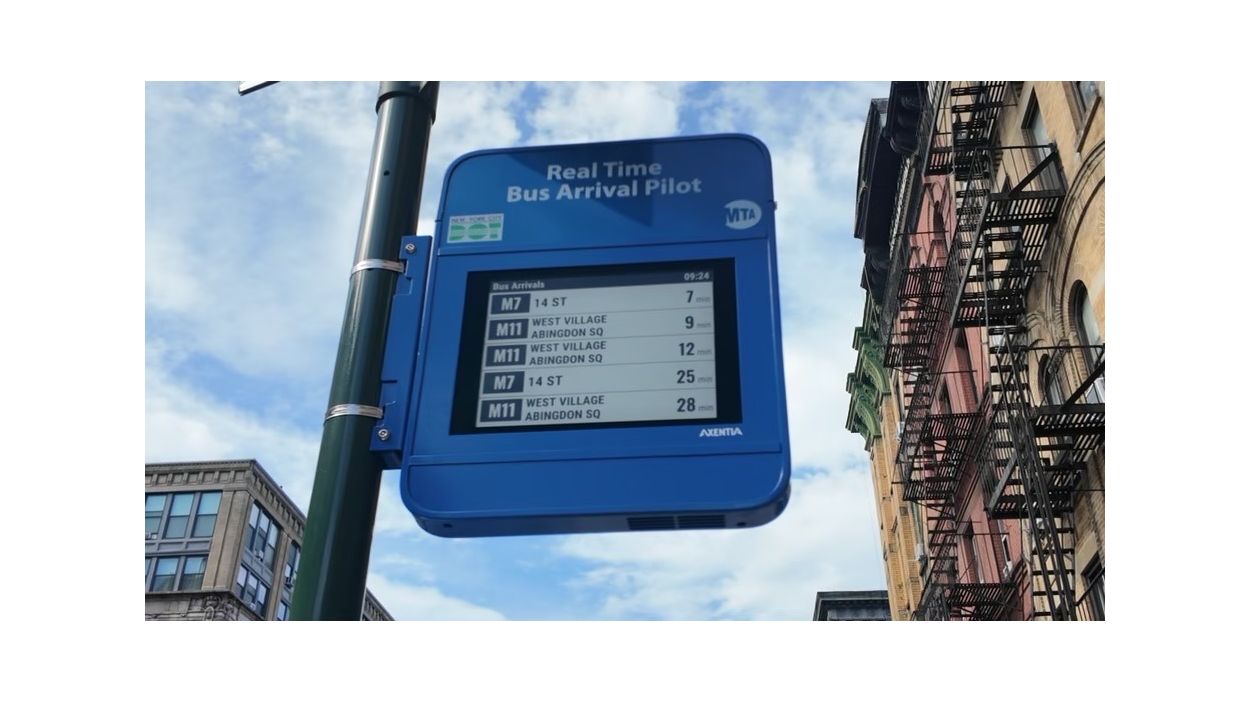 Real Time
Bus Arrival Pilot
NEW YORK CITY
DOT
MTA
Bus Arrivals 09:24
M7 14 ST 7 min
M11 WEST VILLAGE
ABINGDON SQ 9 min
M11 WEST VILLAGE
ABINGDON SQ 12 min
M7 14 ST 25 min
M11 WEST VILLAGE
ABINGDON SQ 28 min
AXENTIA